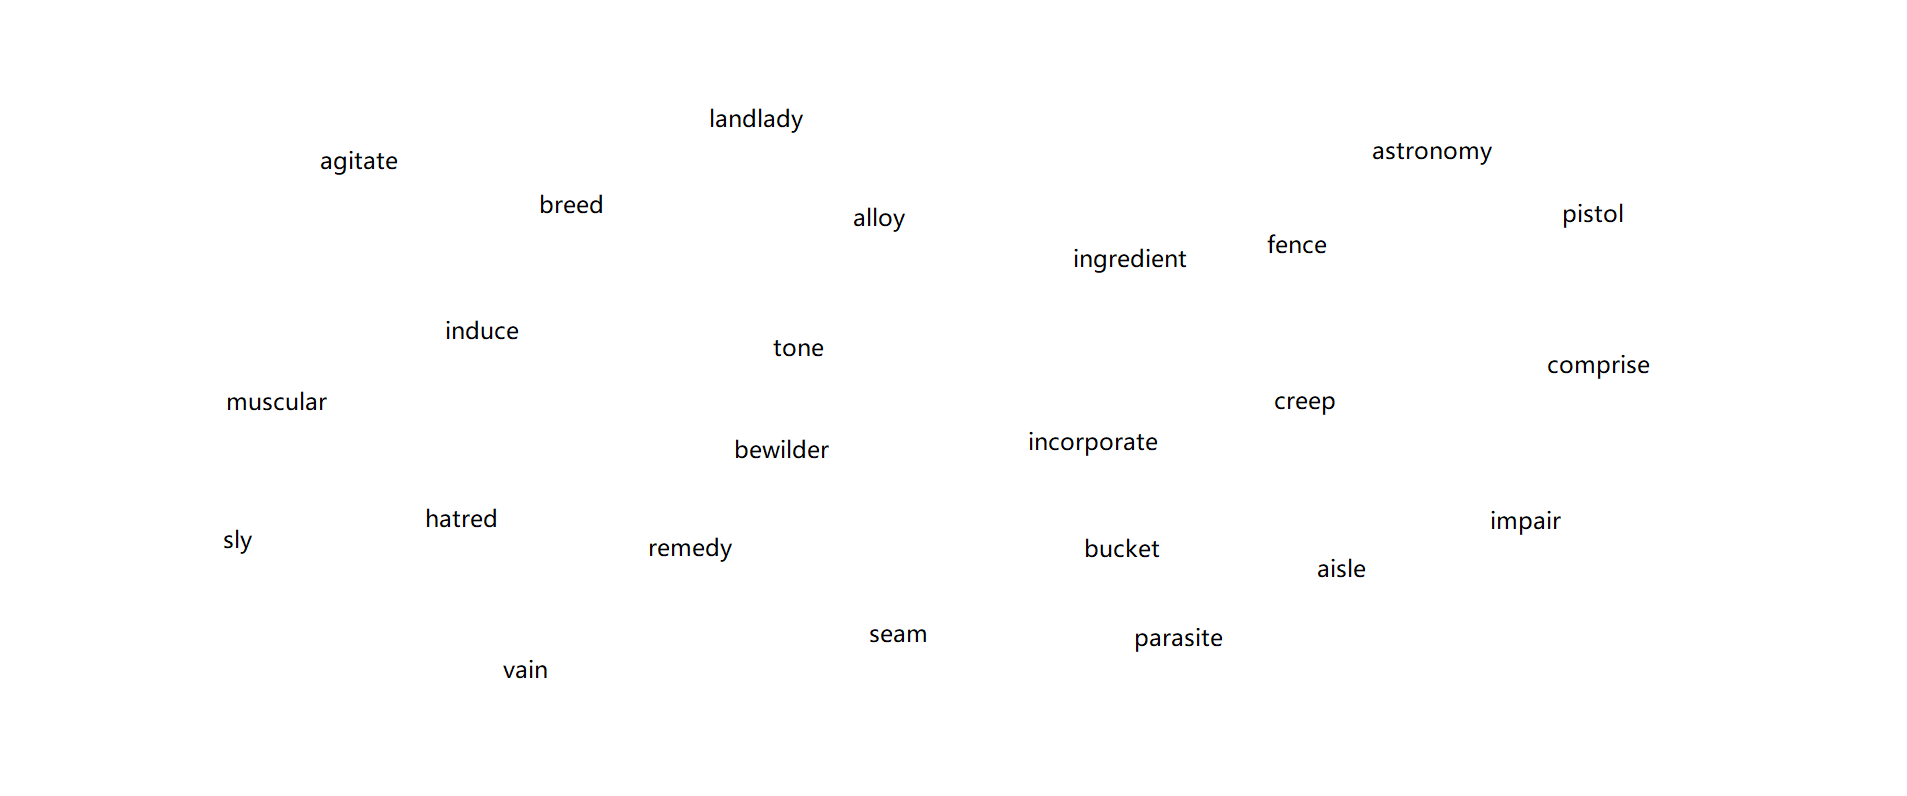 landlady
astronomy
agitate
breed
pistol
alloy
fence
ingredient
induce
tone
comprise
muscular
creep
incorporate
bewilder
hatred
impair
sly
remedy
bucket
aisle
seam
parasite
vain